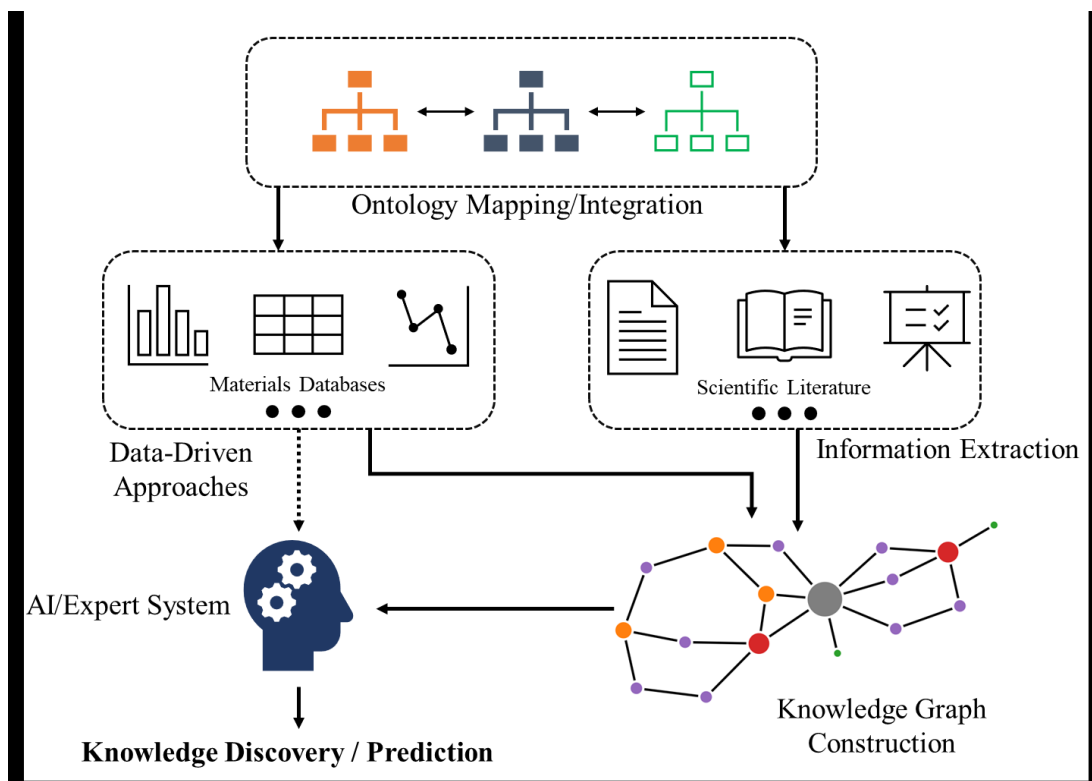 Ontology Mapping/Integration
Materials Databases
Scientific Literature
Data-Driven
Approaches
Information Extraction
AI/Expert System
Knowledge Graph
Construction
Knowledge Discovery / Prediction